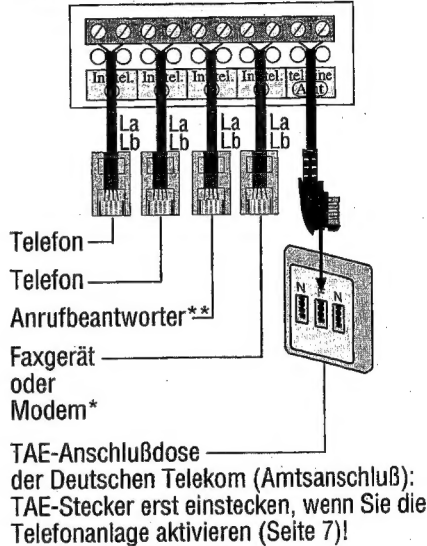 Int.tel. Int.tel. Int.tel. Int.tel. tel.line
(Amt)
La La La La
Lb Lb Lb Lb
Telefon
Telefon
N N
Anrufbeantworter**
Faxgerät
oder
Modem*
TAE-Anschlußdose
der Deutschen Telekom (Amtsanschluß):
TAE-Stecker erst einstecken, wenn Sie die
Telefonanlage aktivieren (Seite 7)!